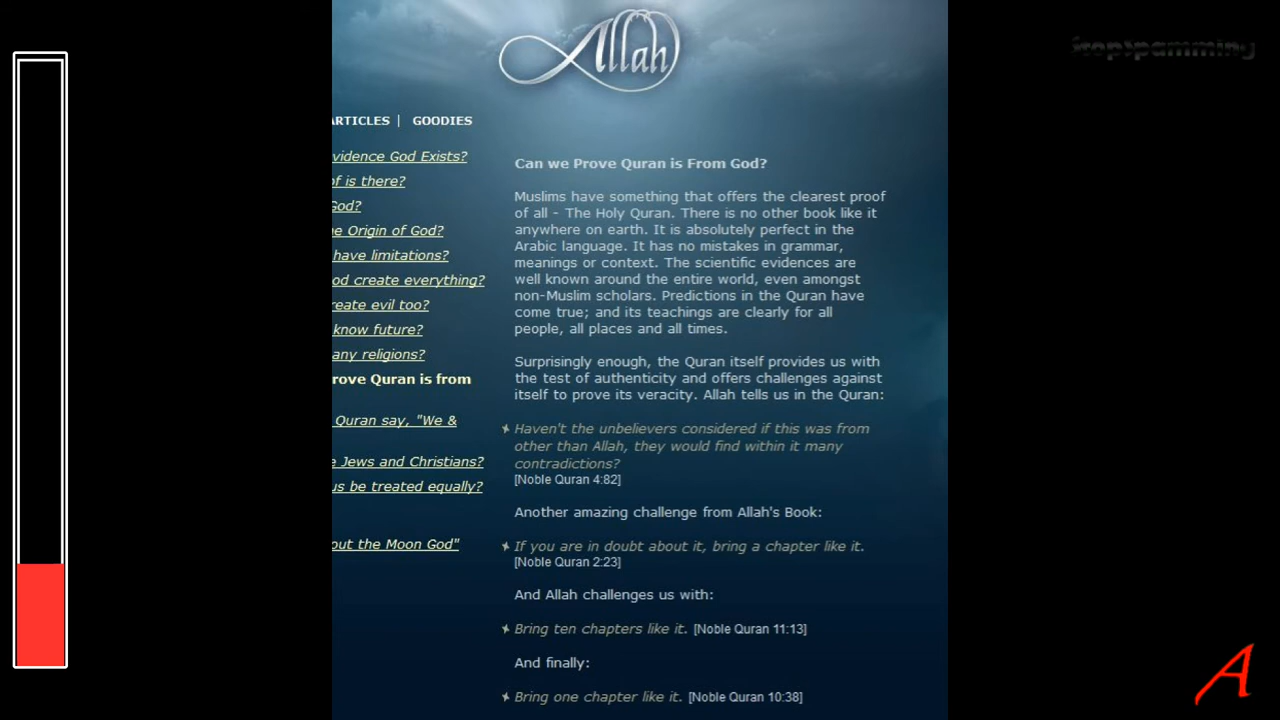 Allah
stopspamming
ARTICLES | GOODIES
vidence God Exists?
of is there?
God?
e Origin of God?
have limitations?
od create everything?
reate evil too?
know future?
any religions?
rove Quran is from
Quran say, "We &
e Jews and Christians?
us be treated equally?
out the Moon God"
Can we Prove Quran is From God?
Muslims have something that offers the clearest proof
of all - The Holy Quran. There is no other book like it
anywhere on earth. It is absolutely perfect in the
Arabic language. It has no mistakes in grammar,
meanings or context. The scientific evidences are
well known around the entire world, even amongst
non-Muslim scholars. Predictions in the Quran have
come true; and its teachings are clearly for all
people, all places and all times.
Surprisingly enough, the Quran itself provides us with
the test of authenticity and offers challenges against
itself to prove its veracity. Allah tells us in the Quran:
Haven't the unbelievers considered if this was from
other than Allah, they would find within it many
contradictions?
[Noble Quran 4:82]
Another amazing challenge from Allah's Book:
If you are in doubt about it, bring a chapter like it.
[Noble Quran 2:23]
And Allah challenges us with:
Bring ten chapters like it. [Noble Quran 11:13]
And finally:
Bring one chapter like it. [Noble Quran 10:38]
A